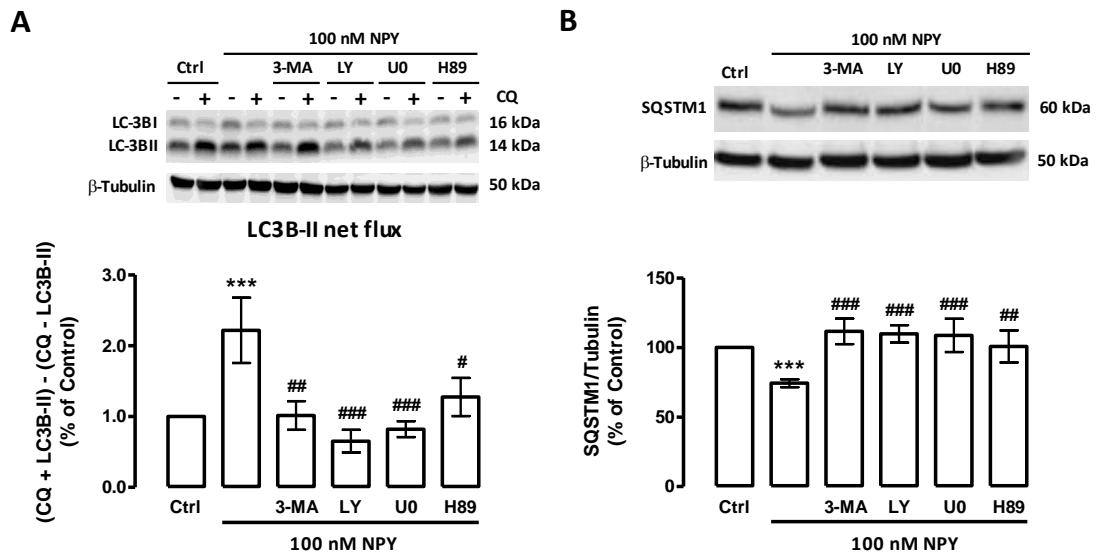 A
100 nM NPY
Ctrl 3-MA LY U0 H89
- + - + - + - + - + - + CQ
LC-3BI 16 kDa
LC-3BII 14 kDa
β-Tubulin 50 kDa
LC3B-II net flux
(CQ + LC3B-II) - (CQ - LC3B-II)
(% of Control)
3.0
2.0
1.0
0.0
***
##
###
###
#
Ctrl 3-MA LY U0 H89
100 nM NPY
B
100 nM NPY
Ctrl 3-MA LY U0 H89
SQSTM1 60 kDa
β-Tubulin 50 kDa
SQSTM1/Tubulin
(% of Control)
150
100
50
0
***
###
###
###
##
Ctrl 3-MA LY U0 H89
100 nM NPY